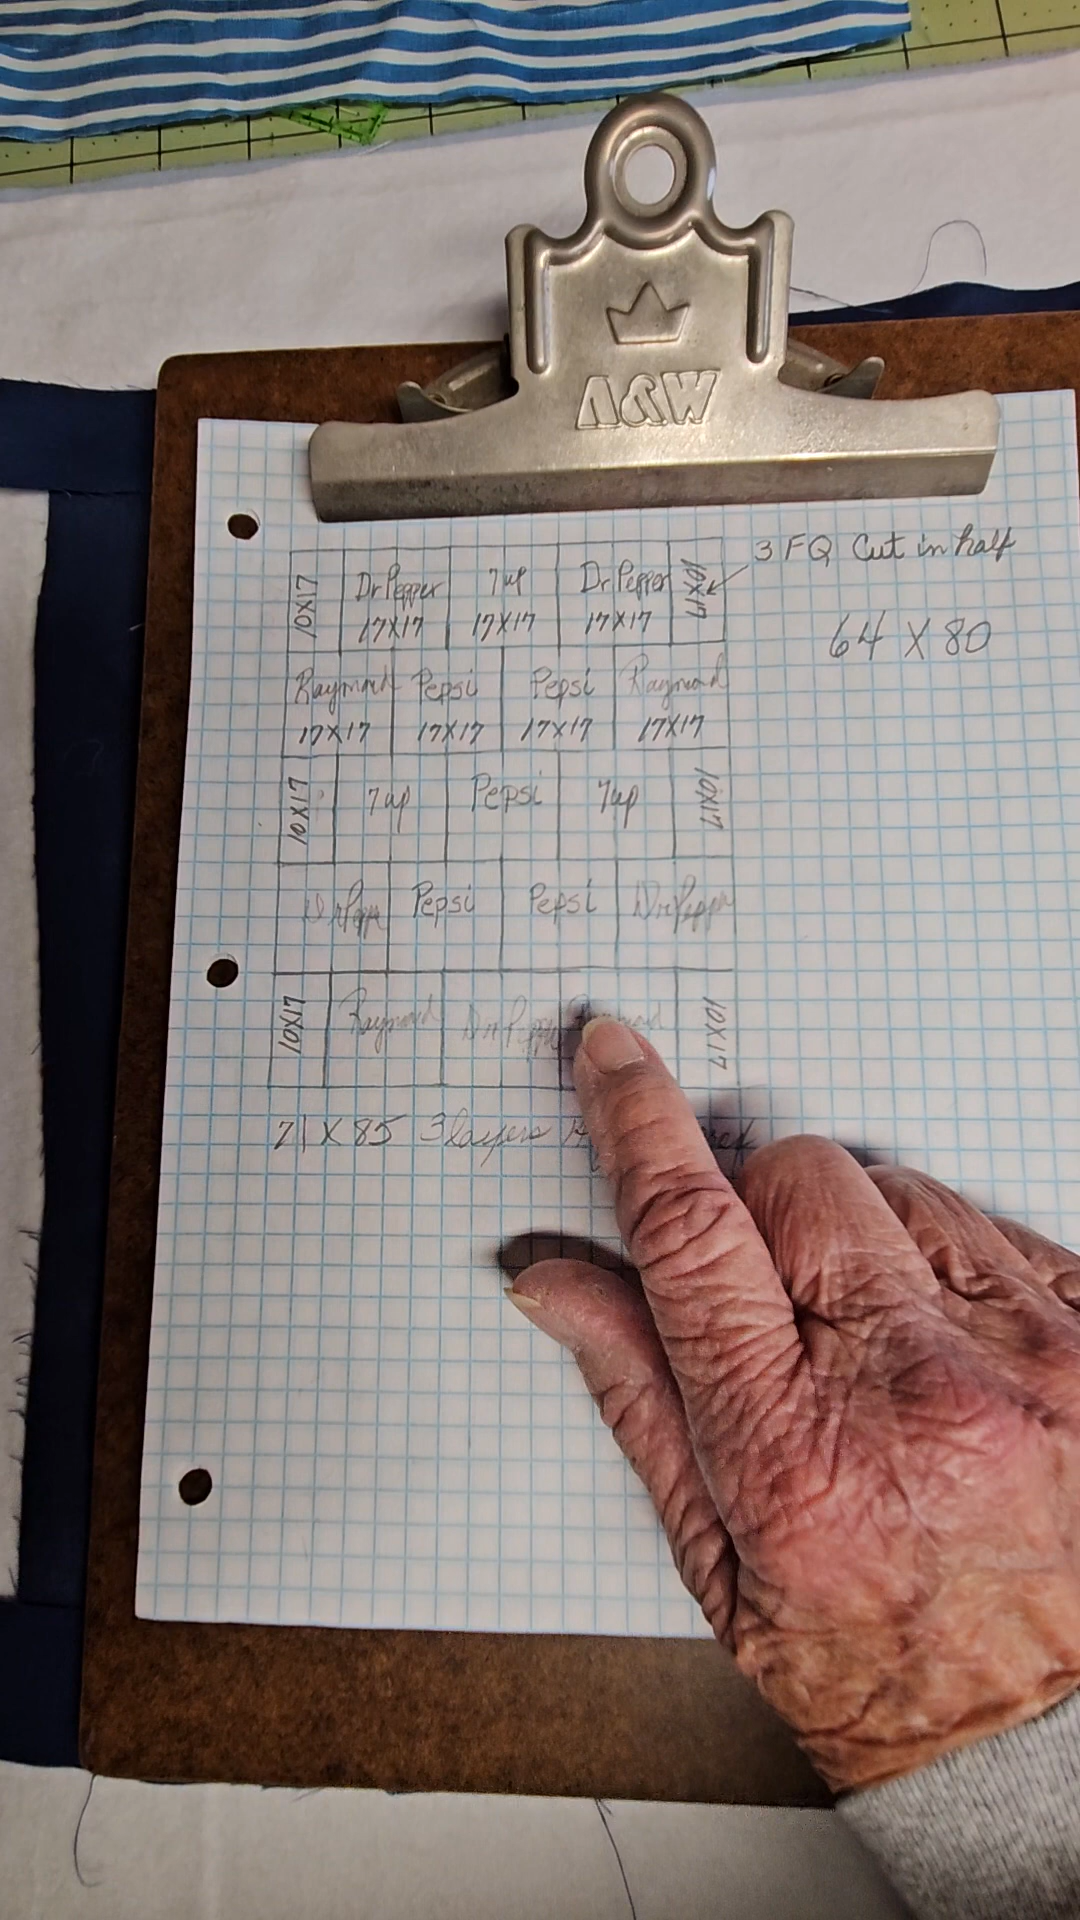 A&W
3 FQ Cut in half
10X17 Dr Pepper 7up Dr Pepper 10X17
17X17 17X17 17X17
64 X 80
Raymond Pepsi Pepsi Raymond
17X17 17X17 17X17 17X17
10X17 7up Pepsi 7up 10X17
Dr Pepper Pepsi Pepsi Dr Pepper
10X17 Raymond Dr Pepper 10X17
71 X 85 3 layers